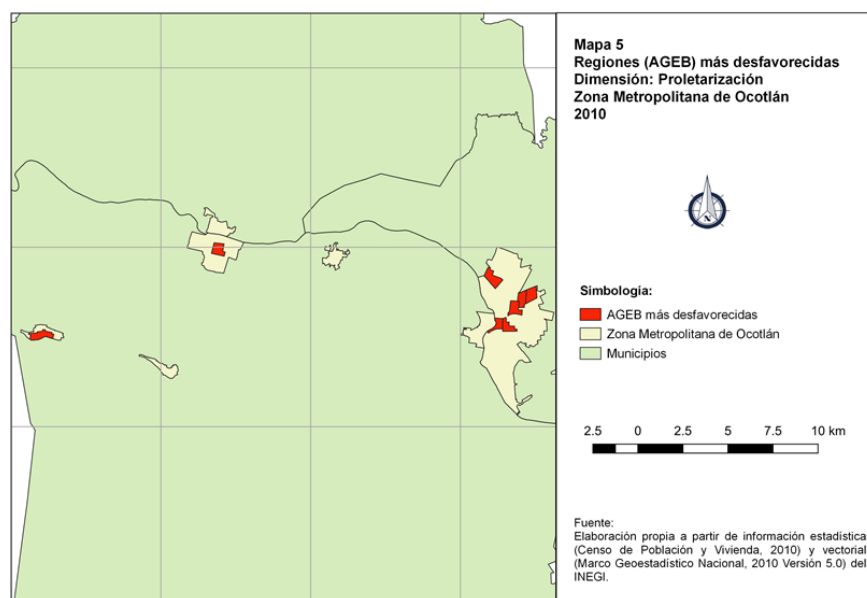 Mapa 5
Regiones (AGEB) más desfavorecidas
Dimensión: Proletarización
Zona Metropolitana de Ocotlán
2010
N
Simbología:
AGEB más desfavorecidas
Zona Metropolitana de Ocotlán
Municipios
2.5 0 2.5 5 7.5 10 km
Fuente:
Elaboración propia a partir de información estadística
(Censo de Población y Vivienda, 2010) y vectorial
(Marco Geoestadístico Nacional, 2010 Versión 5.0) del
INEGI.